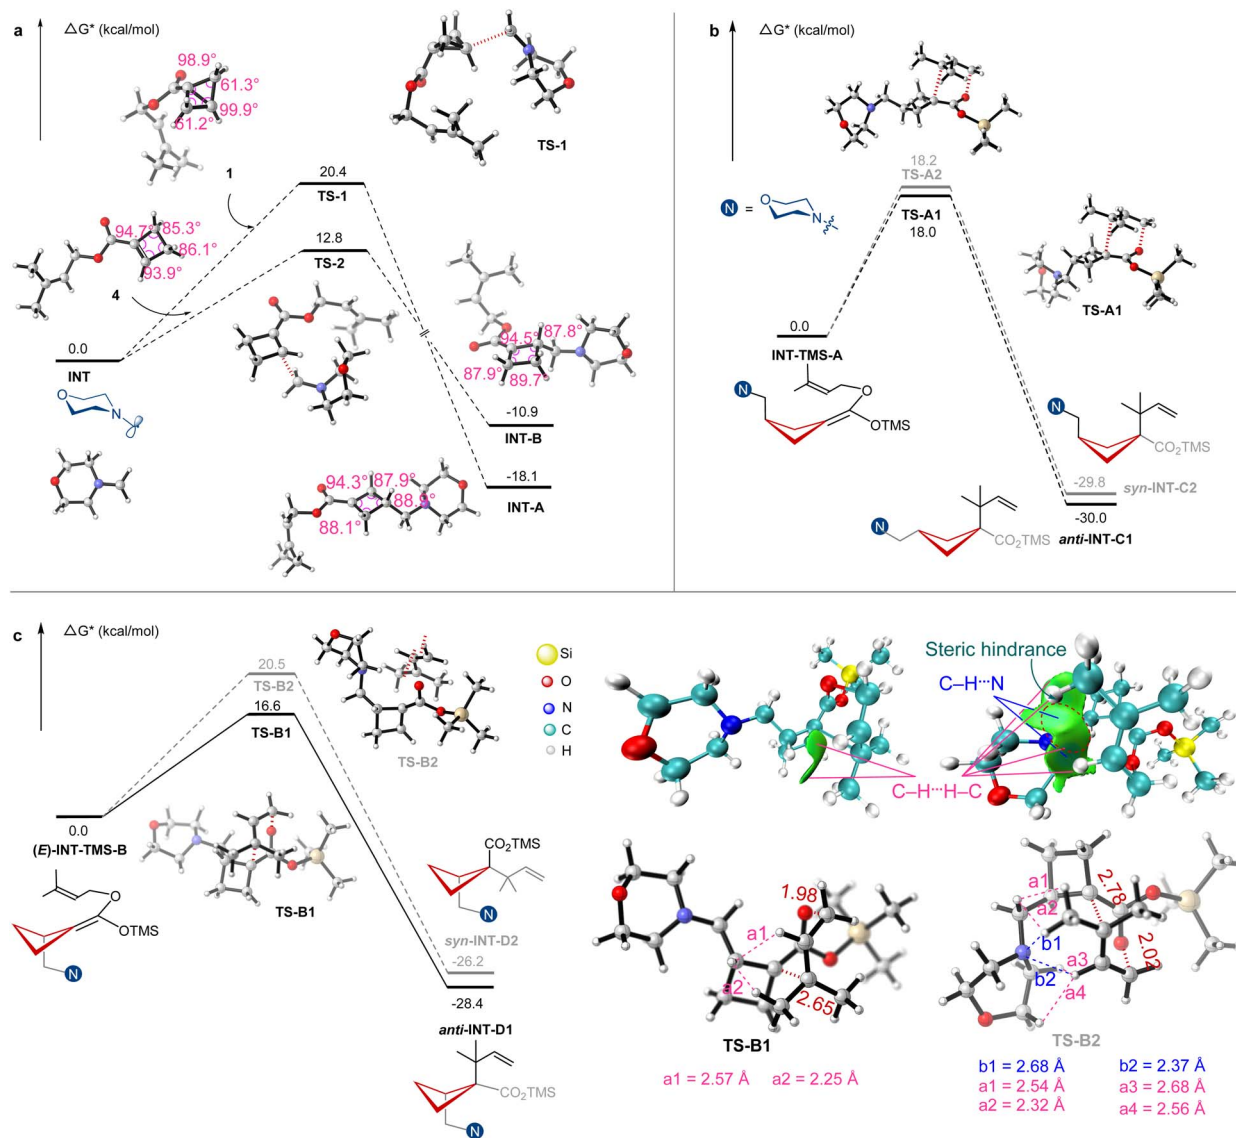 a
△G* (kcal/mol)
98.9°
61.3°
99.9°
61.2°
TS-1
1
20.4
TS-1
94.7°
85.3°
86.1°
93.9°
4
12.8
TS-2
0.0
INT
O
N
94.5°
87.8°
87.9°
89.7
-10.9
INT-B
94.3°
87.9°
88.1°
-18.1
INT-A
b
△G* (kcal/mol)
N = O N
18.2
TS-A2
TS-A1
18.0
TS-A1
0.0
INT-TMS-A
O
N
OTMS
N
CO2TMS
-29.8
syn-INT-C2
-30.0
anti-INT-C1
N
CO2TMS
c
△G* (kcal/mol)
20.5
TS-B2
16.6
TS-B1
TS-B2
0.0
(E)-INT-TMS-B
TS-B1
O
OTMS
N
CO2TMS
N
syn-INT-D2
-26.2
-28.4
anti-INT-D1
CO2TMS
N
Si
O
N
C
H
Steric hindrance
C–H···N
C–H···H–C
1.98
a1
a2
2.65
TS-B1
a1 = 2.57 Å a2 = 2.25 Å
a1
a2
2.78
b1
a3
2.02
b2
a4
TS-B2
b1 = 2.68 Å b2 = 2.37 Å
a1 = 2.54 Å a3 = 2.68 Å
a2 = 2.32 Å a4 = 2.56 Å